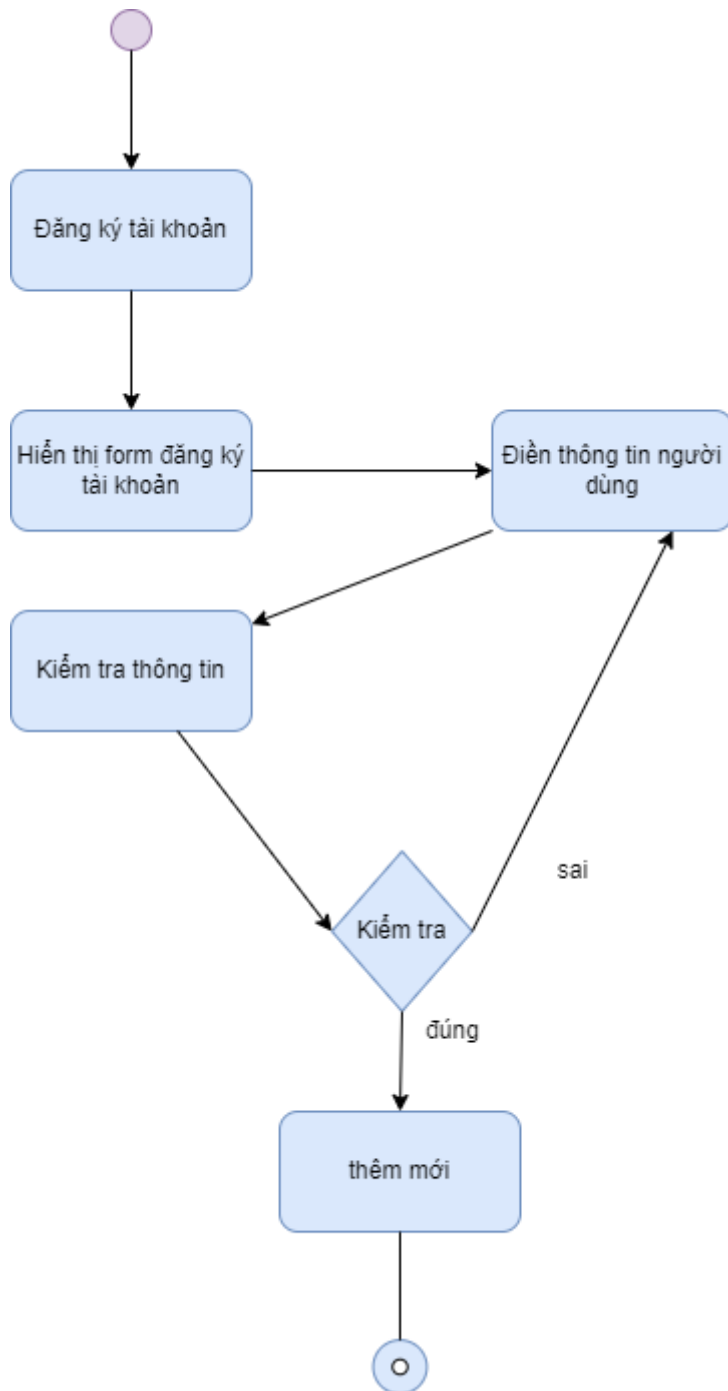 Đăng ký tài khoản
Hiển thị form đăng ký
tài khoản
Điền thông tin người
dùng
Kiểm tra thông tin
sai
Kiểm tra
đúng
thêm mới